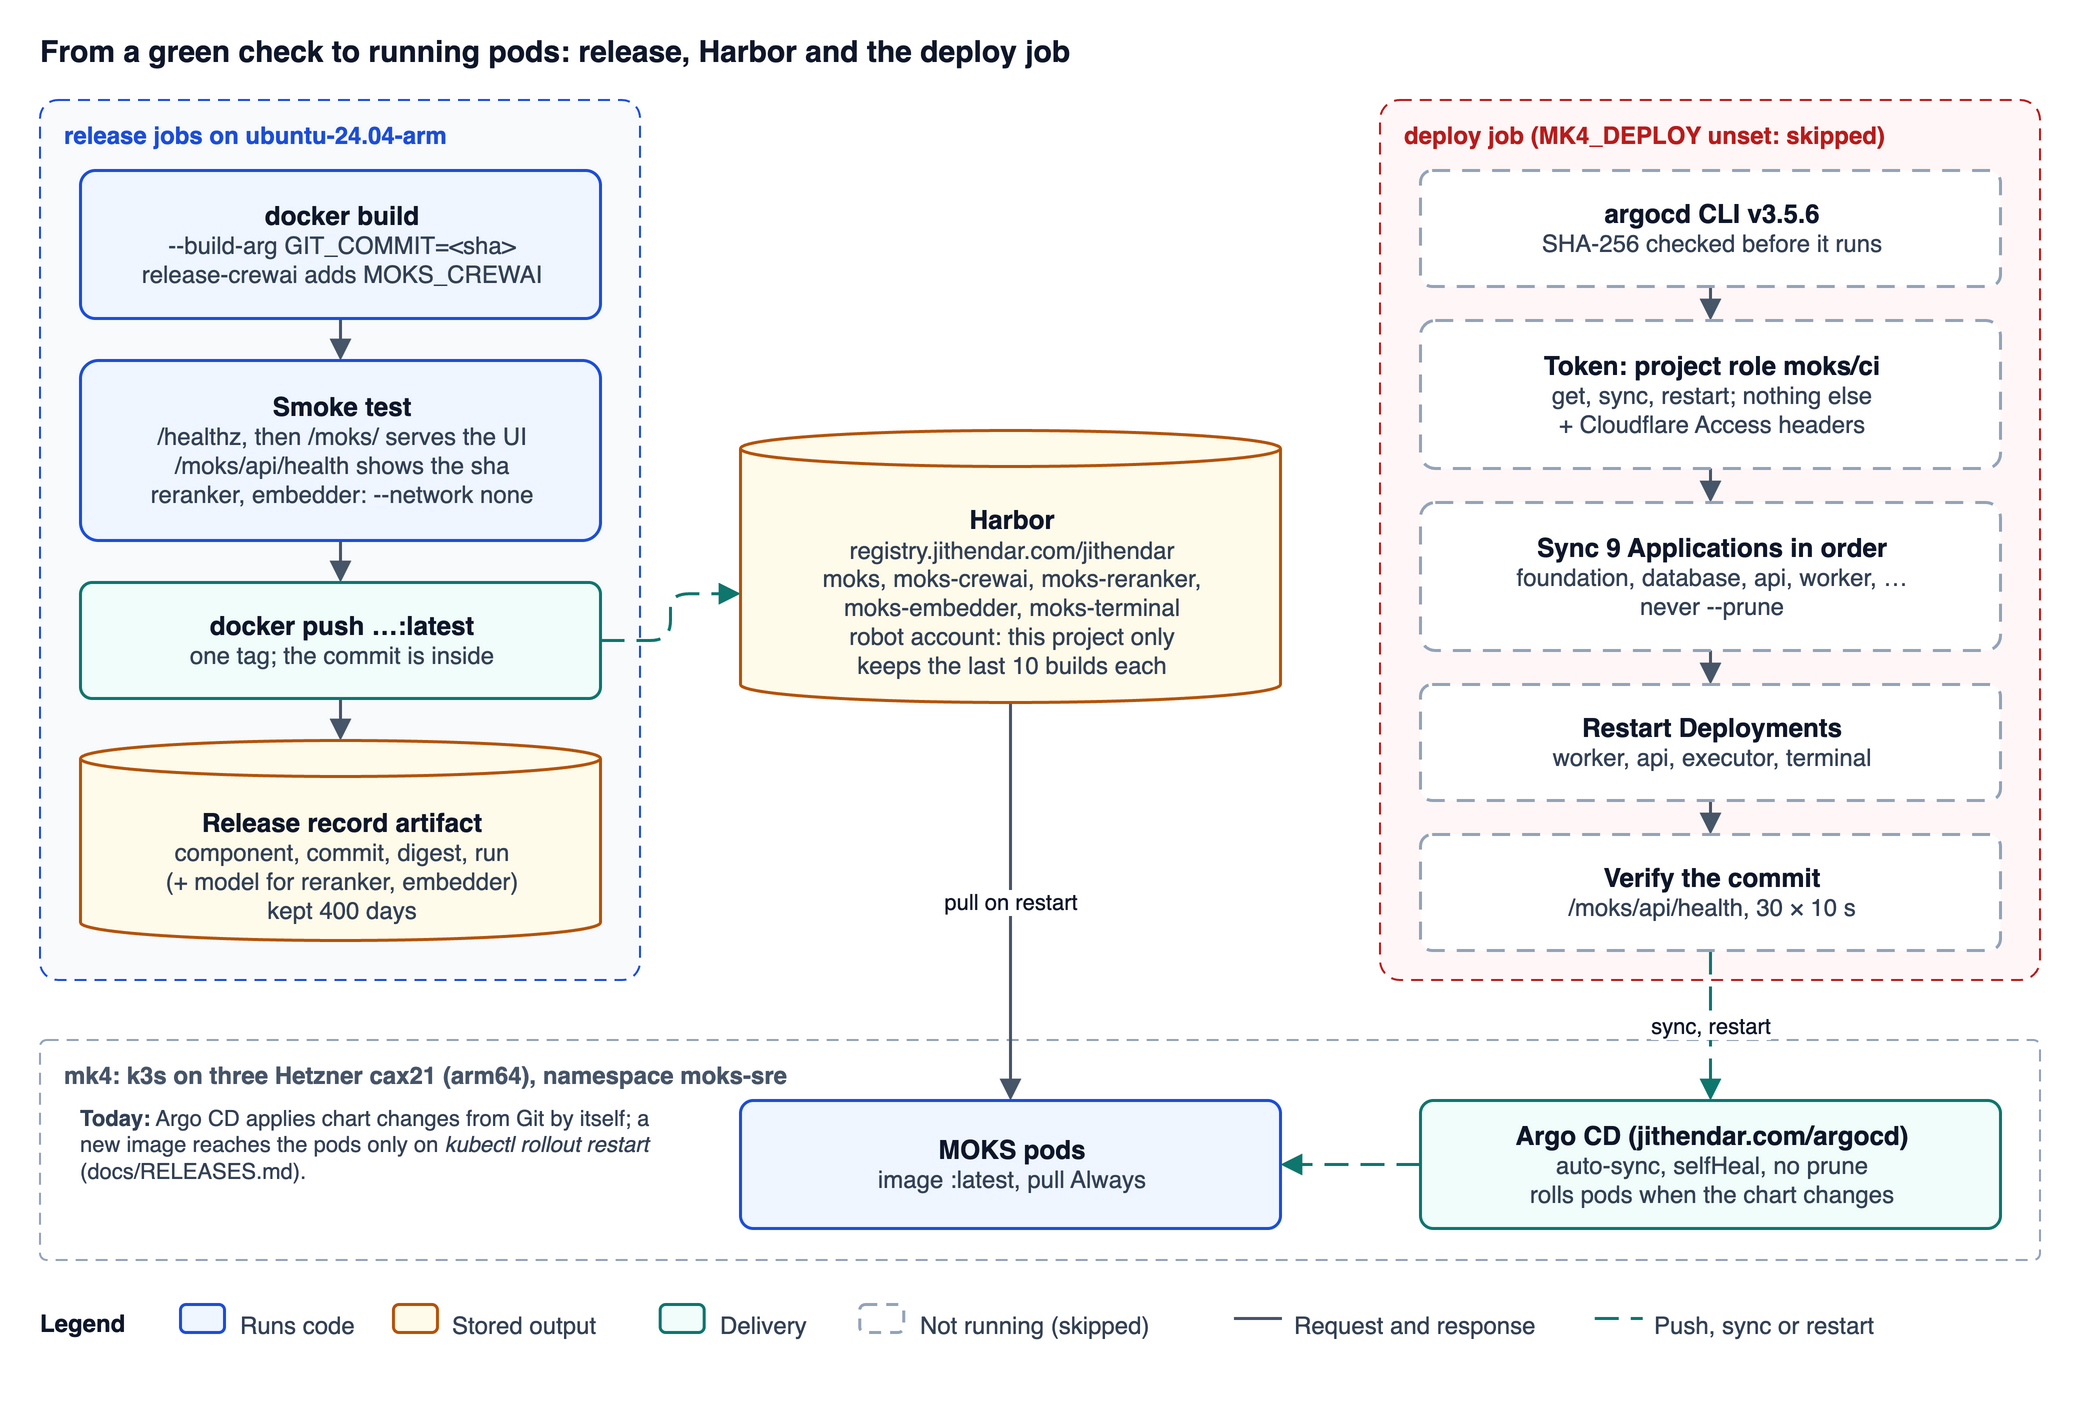 From a green check to running pods: release, Harbor and the deploy job
release jobs on ubuntu-24.04-arm
docker build
--build-arg GIT_COMMIT=<sha>
release-crewai adds MOKS_CREWAI
Smoke test
/healthz, then /moks/ serves the UI
/moks/api/health shows the sha
reranker, embedder: --network none
docker push …:latest
one tag; the commit is inside
Release record artifact
component, commit, digest, run
(+ model for reranker, embedder)
kept 400 days
Harbor
registry.jithendar.com/jithendar
moks, moks-crewai, moks-reranker,
moks-embedder, moks-terminal
robot account: this project only
keeps the last 10 builds each
pull on restart
deploy job (MK4_DEPLOY unset: skipped)
argocd CLI v3.5.6
SHA-256 checked before it runs
Token: project role moks/ci
get, sync, restart; nothing else
+ Cloudflare Access headers
Sync 9 Applications in order
foundation, database, api, worker, …
never --prune
Restart Deployments
worker, api, executor, terminal
Verify the commit
/moks/api/health, 30 × 10 s
sync, restart
mk4: k3s on three Hetzner cax21 (arm64), namespace moks-sre
Today: Argo CD applies chart changes from Git by itself; a
new image reaches the pods only on kubectl rollout restart
(docs/RELEASES.md).
MOKS pods
image :latest, pull Always
Argo CD (jithendar.com/argocd)
auto-sync, selfHeal, no prune
rolls pods when the chart changes
Legend
Runs code
Stored output
Delivery
Not running (skipped)
Request and response
Push, sync or restart